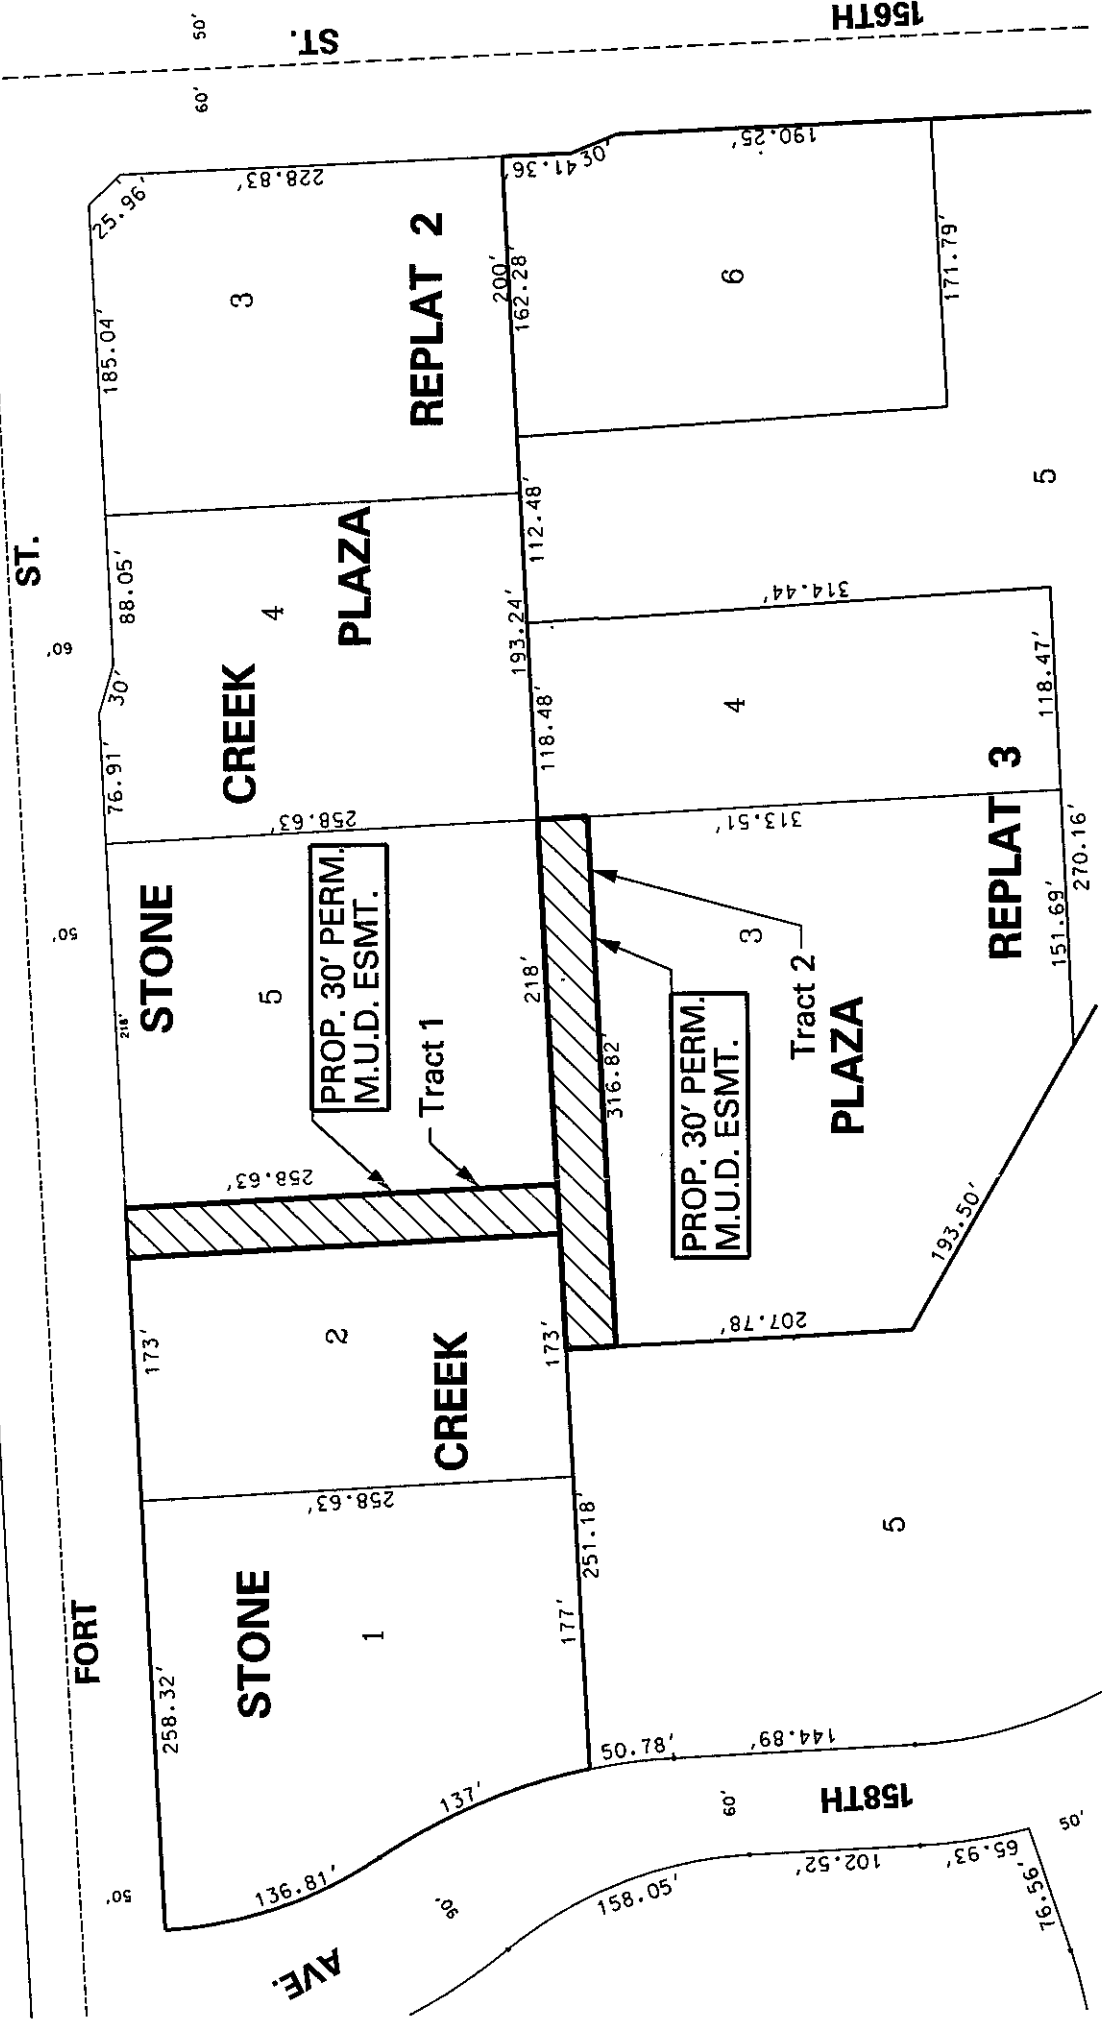 FORT
ST.
158TH
AVE.
156TH
ST.
50'
50'
60'
50'
60'
60'
60'
50'
STONE
CREEK
PLAZA
REPLAT 2
STONE
CREEK
PLAZA
REPLAT 3
1
2
5
4
3
5
3
4
5
6
258.32'
173'
218'
76.91'
30'
88.05'
185.04'
25.96'
228.83'
136.81'
137'
258.63'
258.63'
258.63'
177'
251.18'
173'
218'
316.82'
118.48'
193.24'
112.48'
162.28'
200'
41.36'
30'
190.25'
171.79'
314.44'
118.47'
313.51'
270.16'
151.69'
193.50'
207.78'
50.78'
144.89'
158.05'
102.52'
65.93'
76.56'
PROP. 30' PERM.
M.U.D. ESMT.
Tract 1
PROP. 30' PERM.
M.U.D. ESMT.
Tract 2